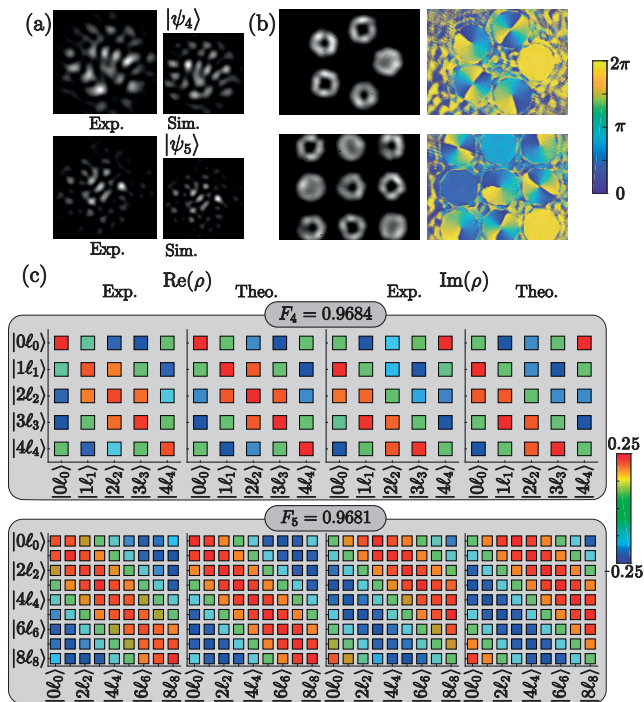 (a)
|ψ₄⟩
(b)
Exp.
Sim.
|ψ₅⟩
Exp.
Sim.
2π
π
0
(c)
Re(ρ)
Im(ρ)
Exp.
Theo.
Exp.
Theo.
F₄ = 0.9684
|0ℓ₀⟩
|1ℓ₁⟩
|2ℓ₂⟩
|3ℓ₃⟩
|4ℓ₄⟩
|0ℓ₀⟩ |1ℓ₁⟩ |2ℓ₂⟩ |3ℓ₃⟩ |4ℓ₄⟩ |0ℓ₀⟩ |1ℓ₁⟩ |2ℓ₂⟩ |3ℓ₃⟩ |4ℓ₄⟩ |0ℓ₀⟩ |1ℓ₁⟩ |2ℓ₂⟩ |3ℓ₃⟩ |4ℓ₄⟩ |0ℓ₀⟩ |1ℓ₁⟩ |2ℓ₂⟩ |3ℓ₃⟩ |4ℓ₄⟩
0.25
-0.25
F₅ = 0.9681
|0ℓ₀⟩
|2ℓ₂⟩
|4ℓ₄⟩
|6ℓ₆⟩
|8ℓ₈⟩
|0ℓ₀⟩ |2ℓ₂⟩ |4ℓ₄⟩ |6ℓ₆⟩ |8ℓ₈⟩ |0ℓ₀⟩ |2ℓ₂⟩ |4ℓ₄⟩ |6ℓ₆⟩ |8ℓ₈⟩ |0ℓ₀⟩ |2ℓ₂⟩ |4ℓ₄⟩ |6ℓ₆⟩ |8ℓ₈⟩ |0ℓ₀⟩ |2ℓ₂⟩ |4ℓ₄⟩ |6ℓ₆⟩ |8ℓ₈⟩